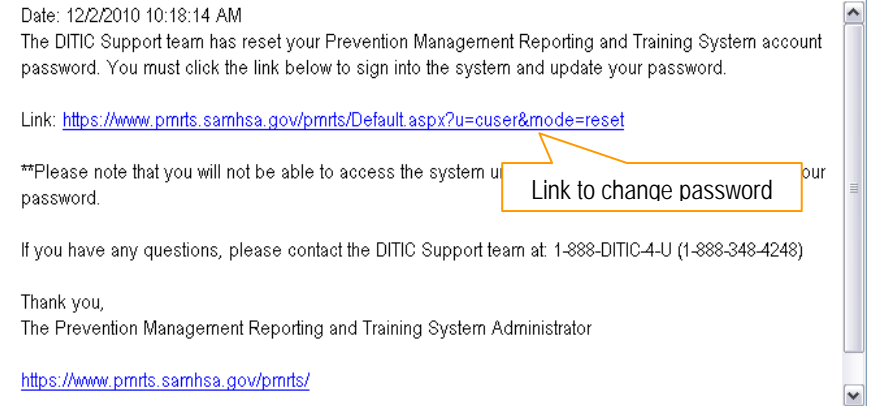 Date: 12/2/2010 10:18:14 AM
The DITIC Support team has reset your Prevention Management Reporting and Training System account
password. You must click the link below to sign into the system and update your password.
Link: https://www.pmrts.samhsa.gov/pmrts/Default.aspx?u=cuser&mode=reset
**Please note that you will not be able to access the system
our
Link to change password
password.
If you have any questions, please contact the DITIC Support team at: 1-888-DITIC-4-U (1-888-348-4248)
Thank you,
The Prevention Management Reporting and Training System Administrator
https://www.pmrts.samhsa.gov/pmrts/